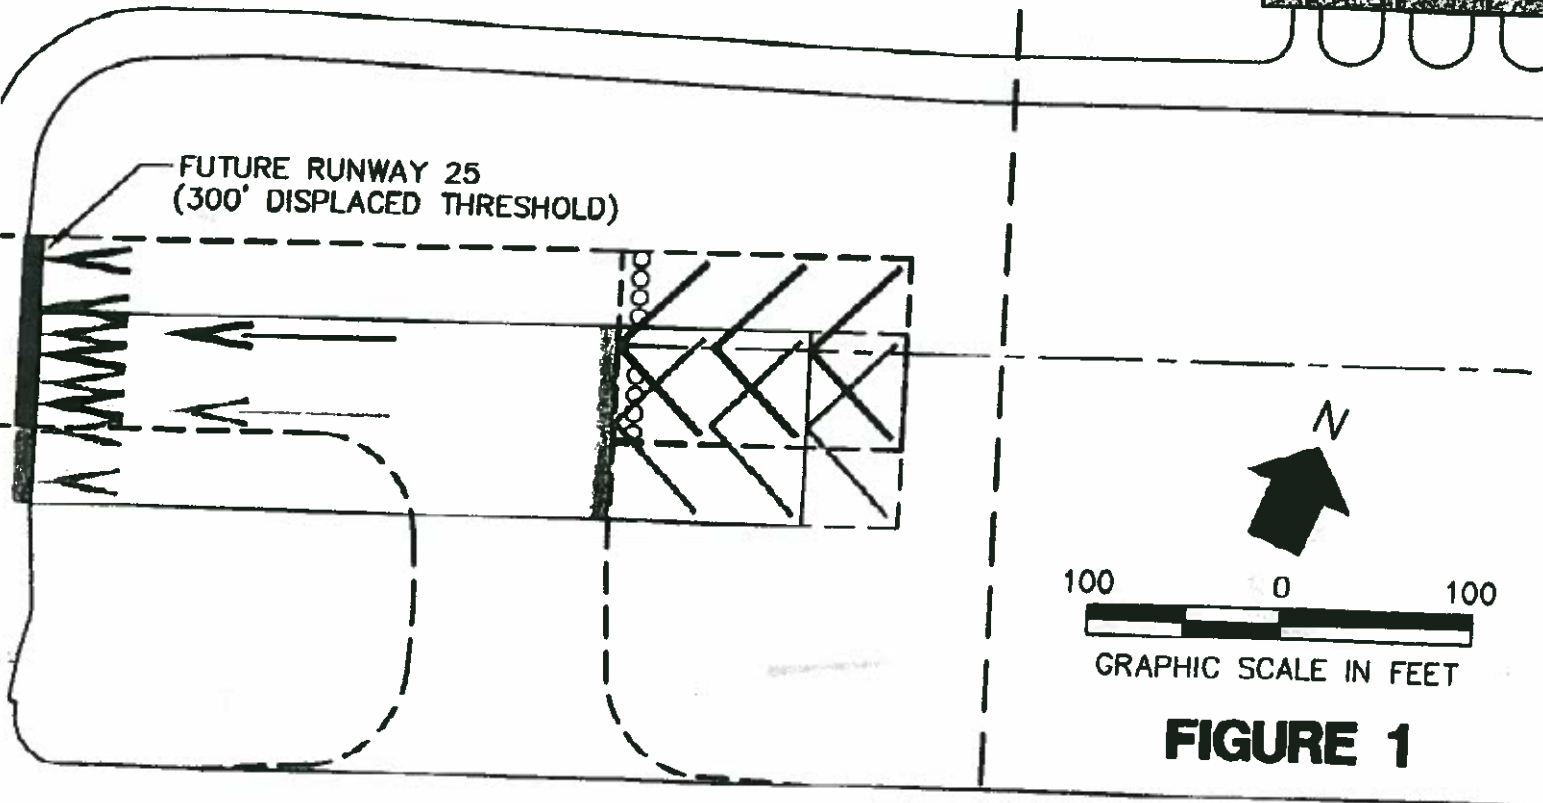 FUTURE RUNWAY 25
(300' DISPLACED THRESHOLD)
N
100 0 100
GRAPHIC SCALE IN FEET
FIGURE 1